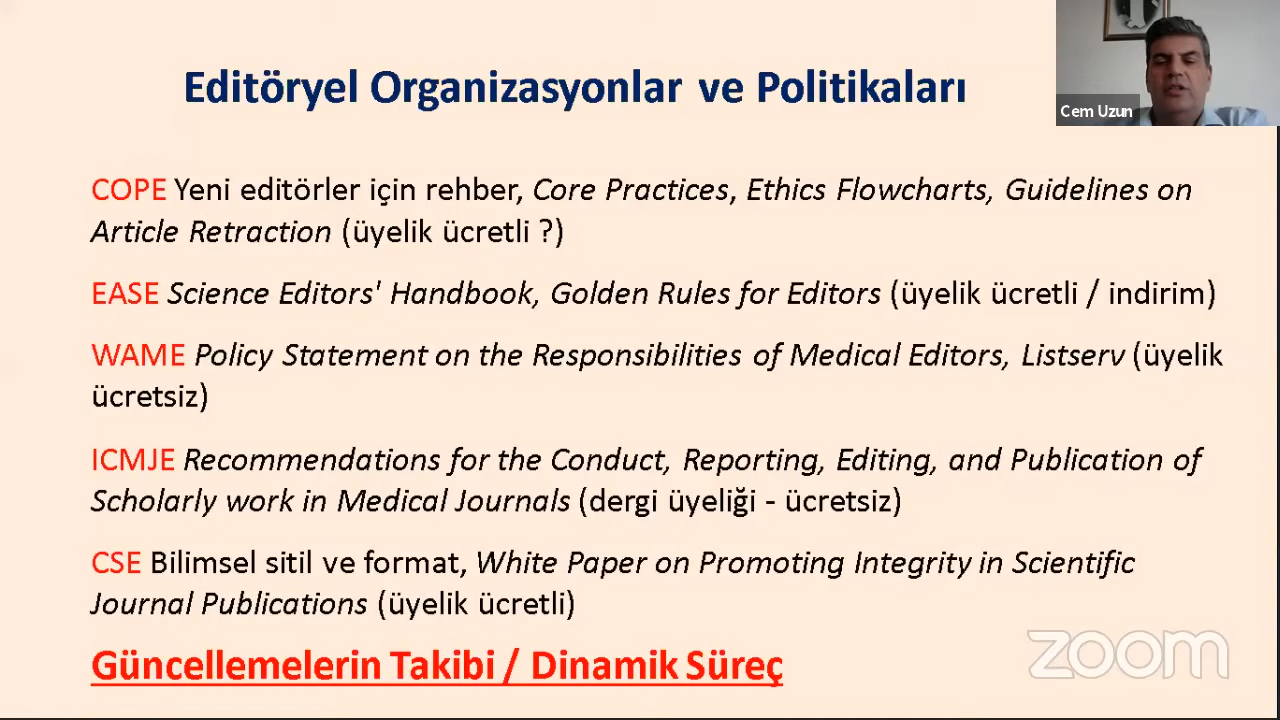 Editöryel Organizasyonlar ve Politikaları
Cem Uzun
COPE Yeni editörler için rehber, Core Practices, Ethics Flowcharts, Guidelines on
Article Retraction (üyelik ücretli ?)
EASE Science Editors' Handbook, Golden Rules for Editors (üyelik ücretli / indirim)
WAME Policy Statement on the Responsibilities of Medical Editors, Listserv (üyelik
ücretsiz)
ICMJE Recommendations for the Conduct, Reporting, Editing, and Publication of
Scholarly work in Medical Journals (dergi üyeliği - ücretsiz)
CSE Bilimsel sitil ve format, White Paper on Promoting Integrity in Scientific
Journal Publications (üyelik ücretli)
Güncellemelerin Takibi / Dinamik Süreç
zoom